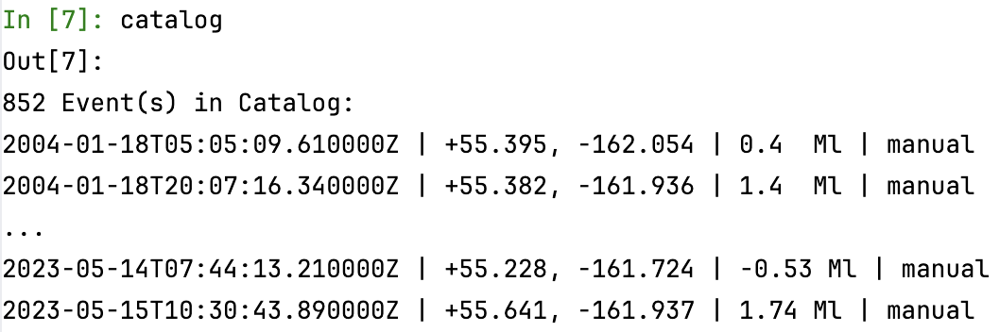 In [7]: catalog
Out[7]:
852 Event(s) in Catalog:
2004-01-18T05:05:09.610000Z | +55.395, -162.054 | 0.4  Ml | manual
2004-01-18T20:07:16.340000Z | +55.382, -161.936 | 1.4  Ml | manual
...
2023-05-14T07:44:13.210000Z | +55.228, -161.724 | -0.53 Ml | manual
2023-05-15T10:30:43.890000Z | +55.641, -161.937 | 1.74 Ml | manual